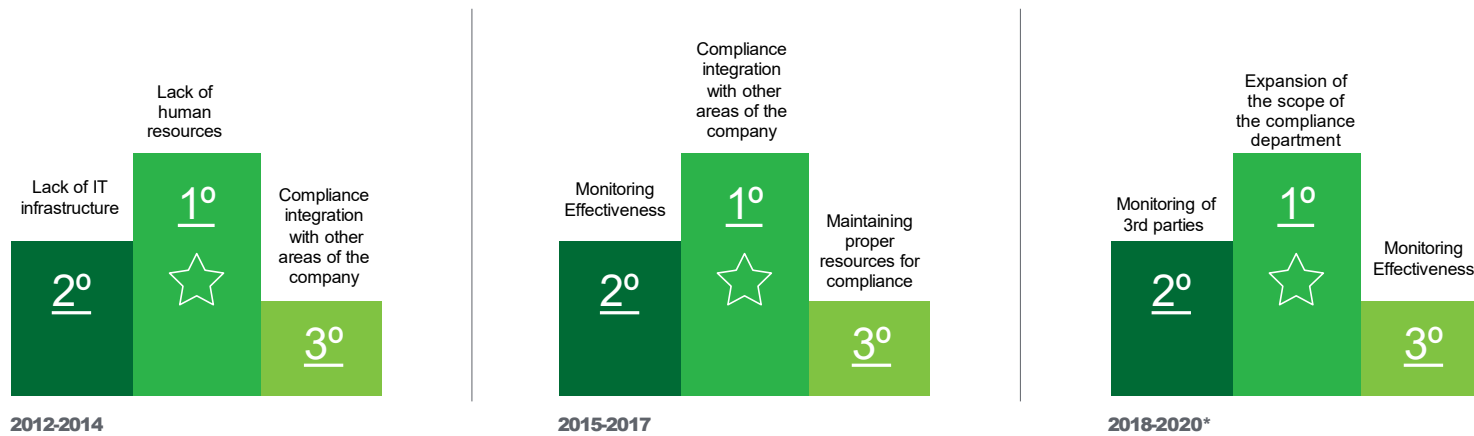 Lack of
human
resources
Lack of IT
infrastructure
1º
2º
Compliance
integration
with other
areas of the
company
3º
2012-2014
Compliance
integration
with other
areas of the
company
Monitoring
Effectiveness
1º
2º
Maintaining
proper
resources for
compliance
3º
2015-2017
Expansion of
the scope of
the compliance
department
Monitoring of
3rd parties
1º
2º
Monitoring
Effectiveness
3º
2018-2020*